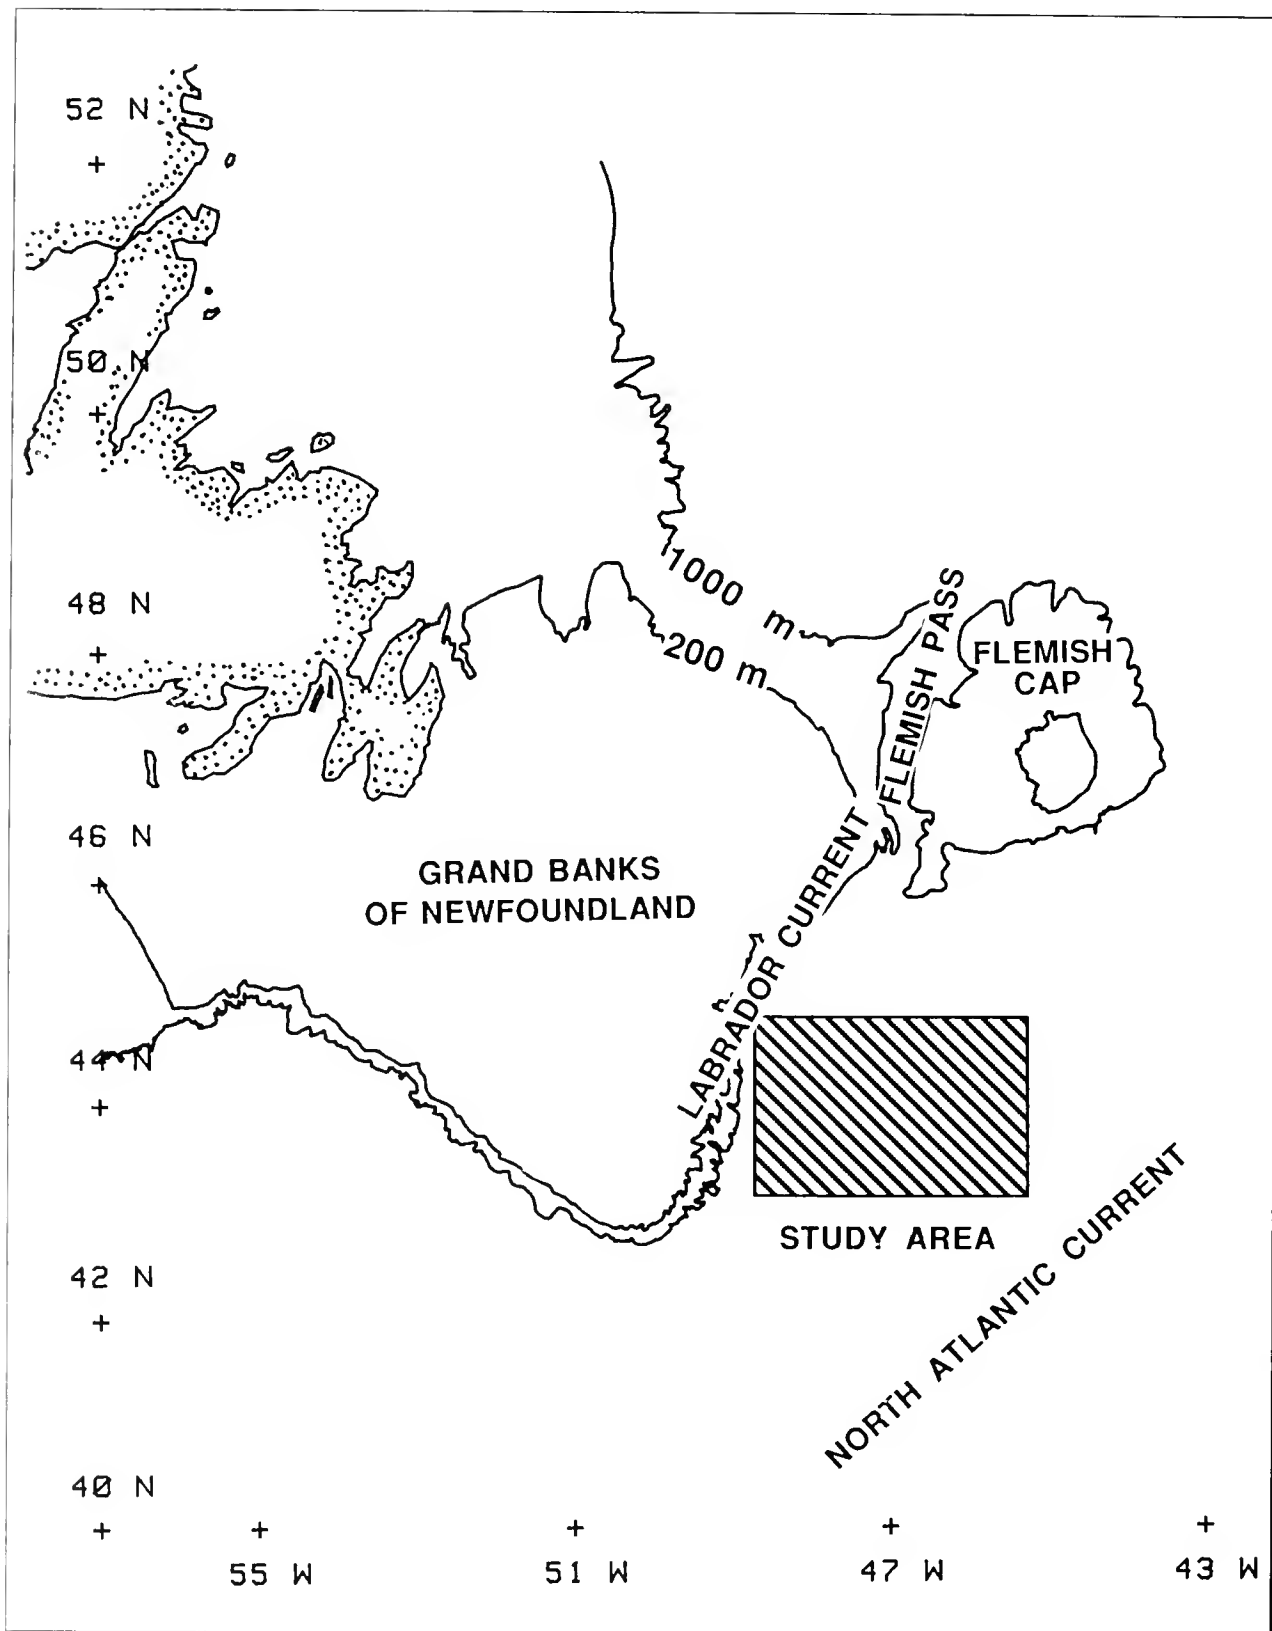 52 N
50 N
48 N
1000 m
200 m
FLEMISH PASS
FLEMISH
CAP
46 N
GRAND BANKS
OF NEWFOUNDLAND
LABRADOR CURRENT
44 N
STUDY AREA
NORTH ATLANTIC CURRENT
42 N
40 N
55 W
51 W
47 W
43 W